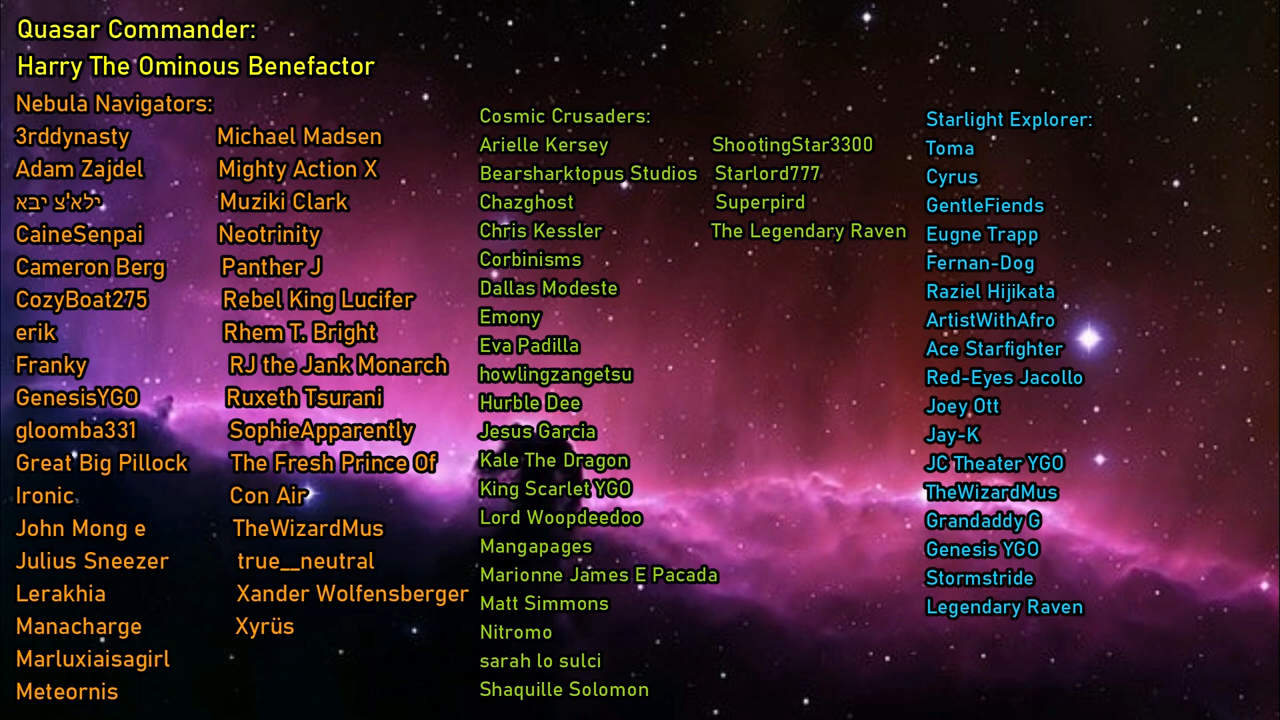 Quasar Commander:
Harry The Ominous Benefactor
Nebula Navigators:
3rddynasty
Adam Zajdel
אבי צ'אלי
CaineSenpai
Cameron Berg
CozyBoat275
erik
Franky
GenesisYGO
gloomba331
Great Big Pillock
Ironic
John Mong e
Julius Sneezer
Lerakhia
Manacharge
Marluxiaisagirl
Meteornis
Michael Madsen
Mighty Action X
Muziki Clark
Neotrinity
Panther J
Rebel King Lucifer
Rhem T. Bright
RJ the Jank Monarch
Ruxeth Tsurani
SophieApparently
The Fresh Prince Of
Con Air
TheWizardMus
true__neutral
Xander Wolfensberger
Xyrüs
Cosmic Crusaders:
Arielle Kersey
Bearsharktopus Studios
Chazghost
Chris Kessler
Corbinisms
Dallas Modeste
Emony
Eva Padilla
howlingzangetsu
Hurble Dee
Jesus Garcia
Kale The Dragon
King Scarlet YGO
Lord Woopdeedoo
Mangapages
Marionne James E Pacada
Matt Simmons
Nitromo
sarah lo sulci
Shaquille Solomon
ShootingStar3300
Starlord777
Superpird
The Legendary Raven
Starlight Explorer:
Toma
Cyrus
GentleFiends
Eugne Trapp
Fernan-Dog
Raziel Hijikata
ArtistWithAfro
Ace Starfighter
Red-Eyes Jacollo
Joey Ott
Jay-K
JC Theater YGO
TheWizardMus
Grandaddy G
Genesis YGO
Stormstride
Legendary Raven